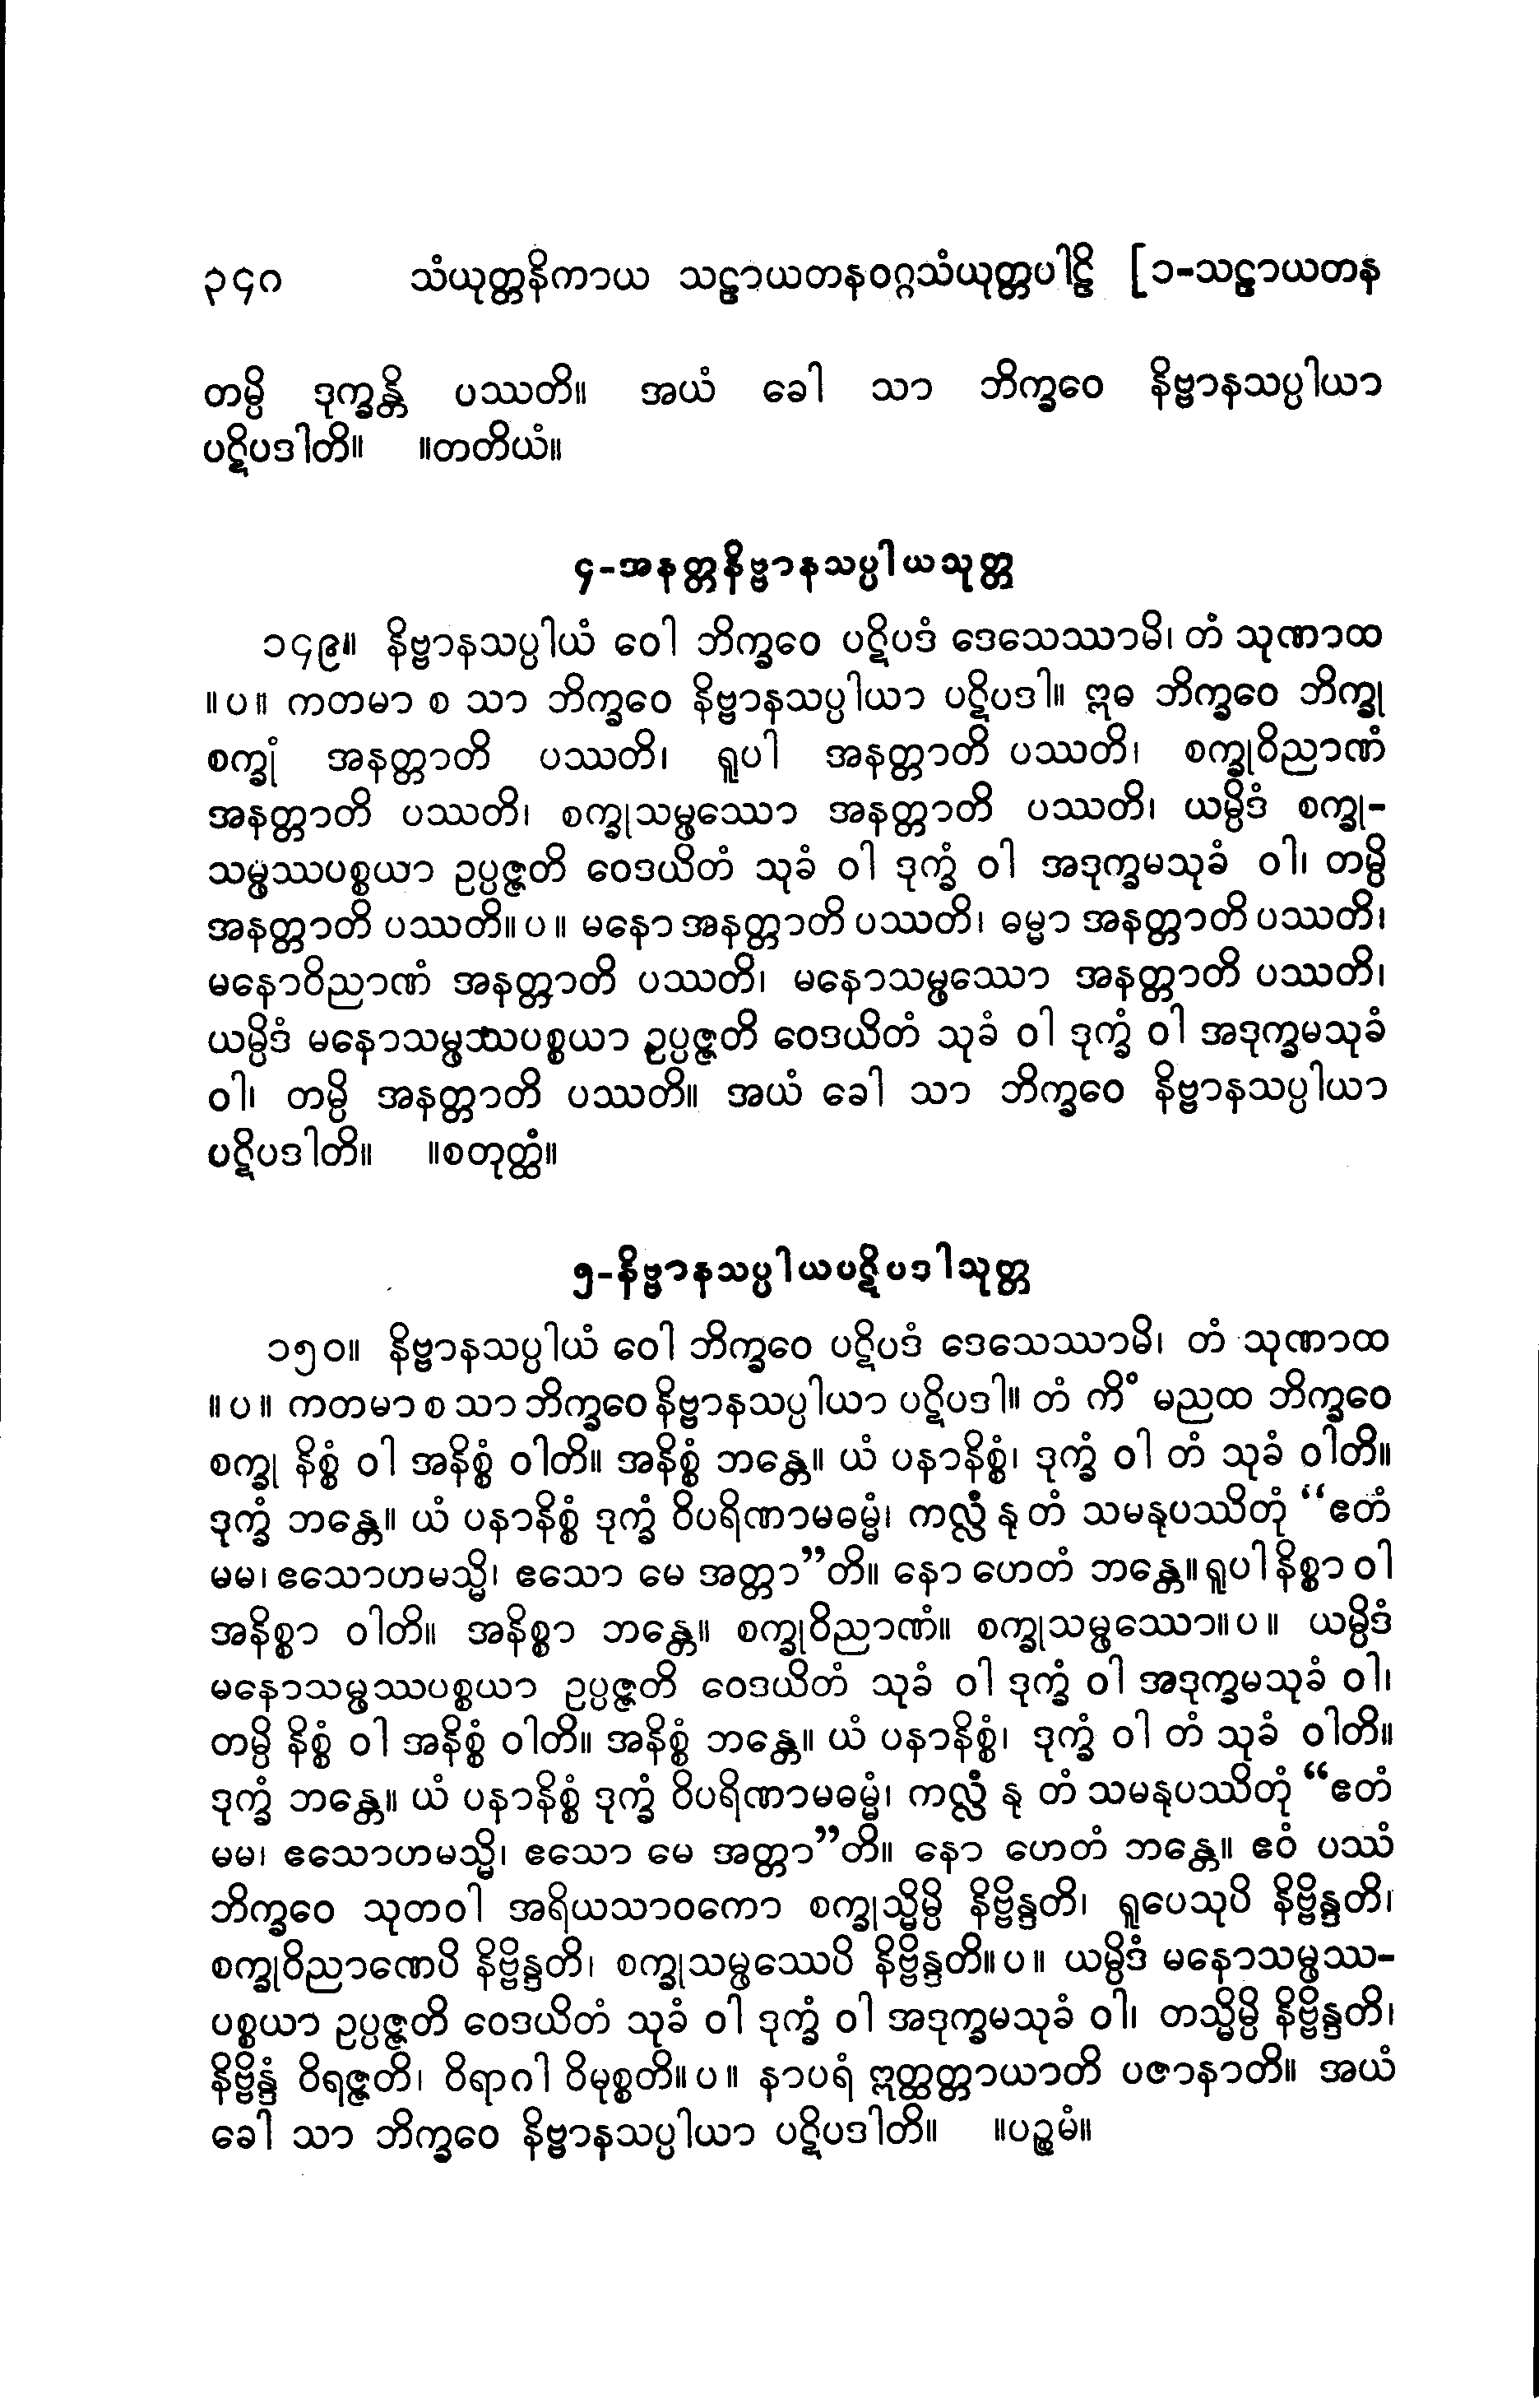 ၃၄၈ သံယုတ္တနိကာယ သဠာယတနဝဂ္ဂသံယုတ္တပါဠိ [၁-သဠာယတန
တမ္ပိ ဒုက္ခန္တိ ပဿတိ။ အယံ ခေါ သာ ဘိက္ခဝေ နိဗ္ဗာနသပ္ပါယာ
ပဋိပဒါတိ။ ။တတိယံ။
၄-အနတ္တနိဗ္ဗာနသပ္ပါယသုတ္တ
၁၄၉။ နိဗ္ဗာနသပ္ပါယံ ဝေါ ဘိက္ခဝေ ပဋိပဒံ ဒေသေဿာမိ၊ တံ သုဏာထ
။ပ။ ကတမာ စ သာ ဘိက္ခဝေ နိဗ္ဗာနသပ္ပါယာ ပဋိပဒါ။ ဣဓ ဘိက္ခဝေ ဘိက္ခု
စက္ခုံ အနတ္တာတိ ပဿတိ၊ ရူပါ အနတ္တာတိ ပဿတိ၊ စက္ခုဝိညာဏံ
အနတ္တာတိ ပဿတိ၊ စက္ခုသမ္ဖဿော အနတ္တာတိ ပဿတိ၊ ယမ္ပိဒံ စက္ခု-
သမ္ဖဿပစ္စယာ ဥပ္ပဇ္ဇတိ ဝေဒယိတံ သုခံ ဝါ ဒုက္ခံ ဝါ အဒုက္ခမသုခံ ဝါ၊ တမ္ပိ
အနတ္တာတိ ပဿတိ။ပ။ မနော အနတ္တာတိ ပဿတိ၊ ဓမ္မာ အနတ္တာတိ ပဿတိ၊
မနောဝိညာဏံ အနတ္တာတိ ပဿတိ၊ မနောသမ္ဖဿော အနတ္တာတိ ပဿတိ၊
ယမ္ပိဒံ မနောသမ္ဖဿပစ္စယာ ဥပ္ပဇ္ဇတိ ဝေဒယိတံ သုခံ ဝါ ဒုက္ခံ ဝါ အဒုက္ခမသုခံ
ဝါ၊ တမ္ပိ အနတ္တာတိ ပဿတိ။ အယံ ခေါ သာ ဘိက္ခဝေ နိဗ္ဗာနသပ္ပါယာ
ပဋိပဒါတိ။ ။စတုတ္ထံ။
၅-နိဗ္ဗာနသပ္ပါယပဋိပဒါသုတ္တ
၁၅၀။ နိဗ္ဗာနသပ္ပါယံ ဝေါ ဘိက္ခဝေ ပဋိပဒံ ဒေသေဿာမိ၊ တံ သုဏာထ
။ပ။ ကတမာ စ သာ ဘိက္ခဝေ နိဗ္ဗာနသပ္ပါယာ ပဋိပဒါ။ တံ ကိံ မညထ ဘိက္ခဝေ
စက္ခု နိစ္စံ ဝါ အနိစ္စံ ဝါတိ။ အနိစ္စံ ဘန္တေ။ ယံ ပနာနိစ္စံ၊ ဒုက္ခံ ဝါ တံ သုခံ ဝါတိ။
ဒုက္ခံ ဘန္တေ။ ယံ ပနာနိစ္စံ ဒုက္ခံ ဝိပရိဏာမဓမ္မံ၊ ကလ္လံ နု တံ သမနုပဿိတုံ “ဧတံ
မမ၊ ဧသောဟမသ္မိ၊ ဧသော မေ အတ္တာ”တိ။ နော ဟေတံ ဘန္တေ။ ရူပါ နိစ္စာ ဝါ
အနိစ္စာ ဝါတိ။ အနိစ္စာ ဘန္တေ။ စက္ခုဝိညာဏံ။ စက္ခုသမ္ဖဿော။ပ။ ယမ္ပိဒံ
မနောသမ္ဖဿပစ္စယာ ဥပ္ပဇ္ဇတိ ဝေဒယိတံ သုခံ ဝါ ဒုက္ခံ ဝါ အဒုက္ခမသုခံ ဝါ၊
တမ္ပိ နိစ္စံ ဝါ အနိစ္စံ ဝါတိ။ အနိစ္စံ ဘန္တေ။ ယံ ပနာနိစ္စံ၊ ဒုက္ခံ ဝါ တံ သုခံ ဝါတိ။
ဒုက္ခံ ဘန္တေ။ ယံ ပနာနိစ္စံ ဒုက္ခံ ဝိပရိဏာမဓမ္မံ၊ ကလ္လံ နု တံ သမနုပဿိတုံ “ဧတံ
မမ၊ ဧသောဟမသ္မိ၊ ဧသော မေ အတ္တာ”တိ။ နော ဟေတံ ဘန္တေ။ ဧဝံ ပဿံ
ဘိက္ခဝေ သုတဝါ အရိယသာဝကော စက္ခုသ္မိမ္ပိ နိဗ္ဗိန္ဒတိ၊ ရူပေသုပိ နိဗ္ဗိန္ဒတိ၊
စက္ခုဝိညာဏေပိ နိဗ္ဗိန္ဒတိ၊ စက္ခုသမ္ဖဿေပိ နိဗ္ဗိန္ဒတိ။ပ။ ယမ္ပိဒံ မနောသမ္ဖဿ-
ပစ္စယာ ဥပ္ပဇ္ဇတိ ဝေဒယိတံ သုခံ ဝါ ဒုက္ခံ ဝါ အဒုက္ခမသုခံ ဝါ၊ တသ္မိမ္ပိ နိဗ္ဗိန္ဒတိ၊
နိဗ္ဗိန္ဒံ ဝိရဇ္ဇတိ၊ ဝိရာဂါ ဝိမုစ္စတိ။ပ။ နာပရံ ဣတ္ထတ္တာယာတိ ပဇာနာတိ။ အယံ
ခေါ သာ ဘိက္ခဝေ နိဗ္ဗာနသပ္ပါယာ ပဋိပဒါတိ။ ။ပဉ္စမံ။